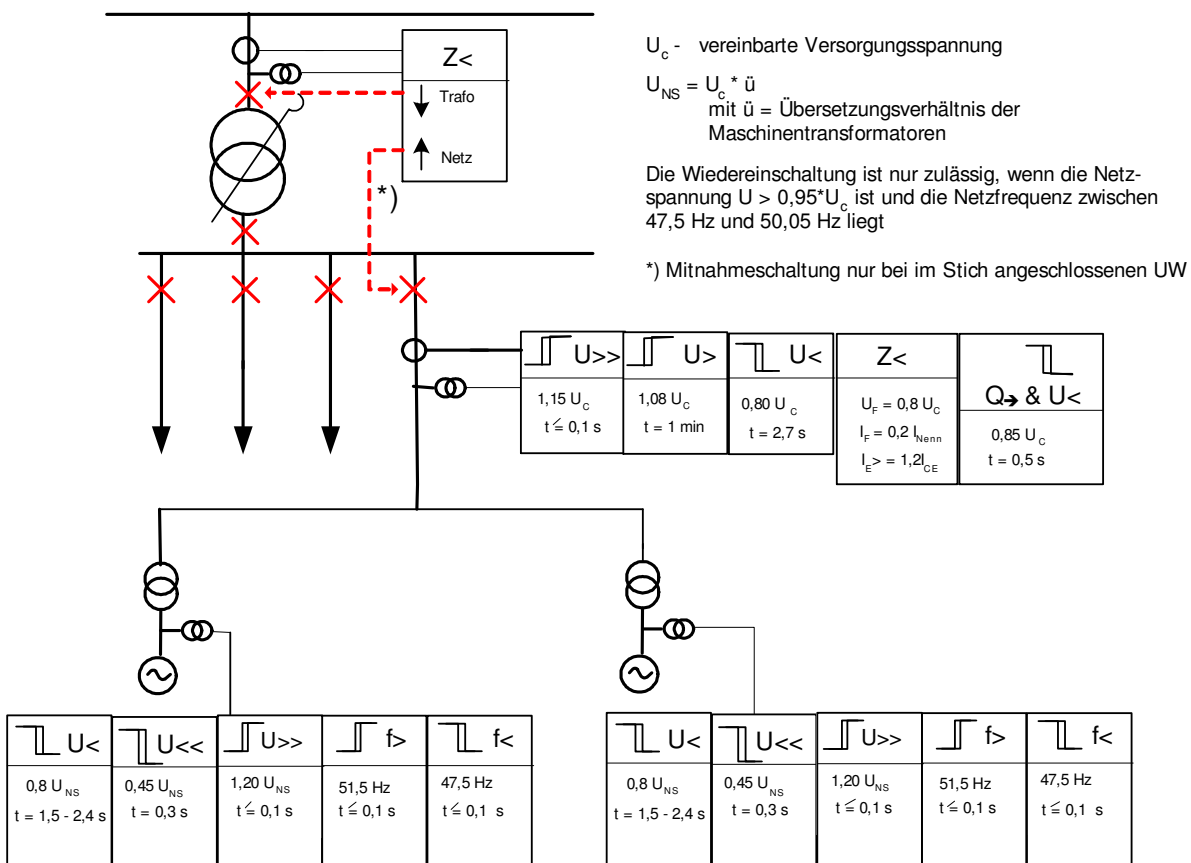 Z<
Trafo
Netz
*)
U_c - vereinbarte Versorgungsspannung
U_NS = U_c * ü
mit ü = Übersetzungsverhältnis der
Maschinentransformatoren
Die Wiedereinschaltung ist nur zulässig, wenn die Netz-
spannung U > 0,95*U_c ist und die Netzfrequenz zwischen
47,5 Hz und 50,05 Hz liegt
*) Mitnahmeschaltung nur bei im Stich angeschlossenen UW
U>>
1,15 U_C
t ≤ 0,1 s
U>
1,08 U_C
t = 1 min
U<
0,80 U_C
t = 2,7 s
Z<
U_F = 0,8 U_C
I_F = 0,2 I_Nenn
I_E> = 1,2I_CE
Q→ & U<
0,85 U_C
t = 0,5 s
U<
0,8 U_NS
t = 1,5 - 2,4 s
U<<
0,45 U_NS
t = 0,3 s
U>>
1,20 U_NS
t ≤ 0,1 s
f>
51,5 Hz
t ≤ 0,1 s
f<
47,5 Hz
t ≤ 0,1 s
U<
0,8 U_NS
t = 1,5 - 2,4 s
U<<
0,45 U_NS
t = 0,3 s
U>>
1,20 U_NS
t ≤ 0,1 s
f>
51,5 Hz
t ≤ 0,1 s
f<
47,5 Hz
t ≤ 0,1 s